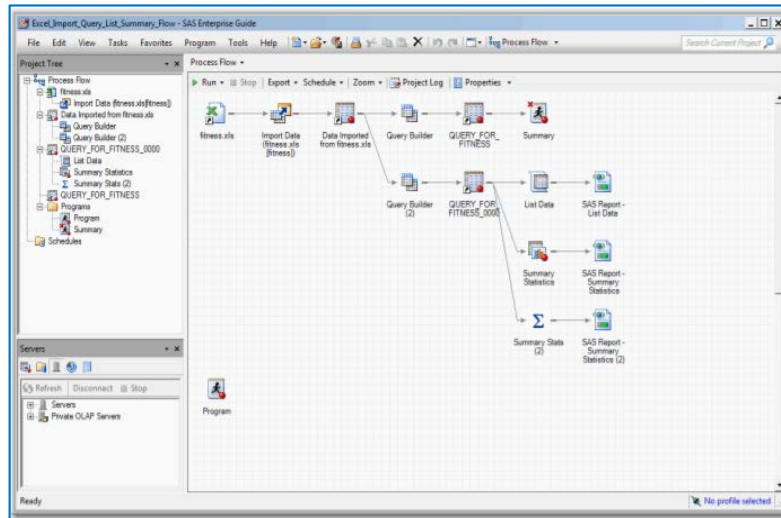 Excel_Import_Query_List_Summary_Flow - SAS Enterprise Guide
File Edit View Tasks Favorites Program Tools Help Process Flow Search Current Project
Project Tree
Process Flow
fitness.xls
Import Data (fitness.xls[fitness])
Data Imported from fitness.xls
Query Builder
Query Builder (2)
QUERY_FOR_FITNESS_0000
List Data
Summary Statistics
Summary Stats (2)
QUERY_FOR_FITNESS
Programs
Program
Summary
Schedules
Servers
Refresh Disconnect Stop
Servers
Private OLAP Servers
Process Flow
Run Stop Export Schedule Zoom Project Log Properties
fitness.xls
Import Data
(fitness.xls
[fitness])
Data Imported
from fitness.xls
Query Builder
QUERY_FOR_
FITNESS
Summary
Query Builder
(2)
QUERY_FOR_
FITNESS_0000
List Data
SAS Report -
List Data
Summary
Statistics
SAS Report -
Summary
Statistics
Summary Stats
(2)
SAS Report -
Summary
Statistics (2)
Program
Ready
No profile selected